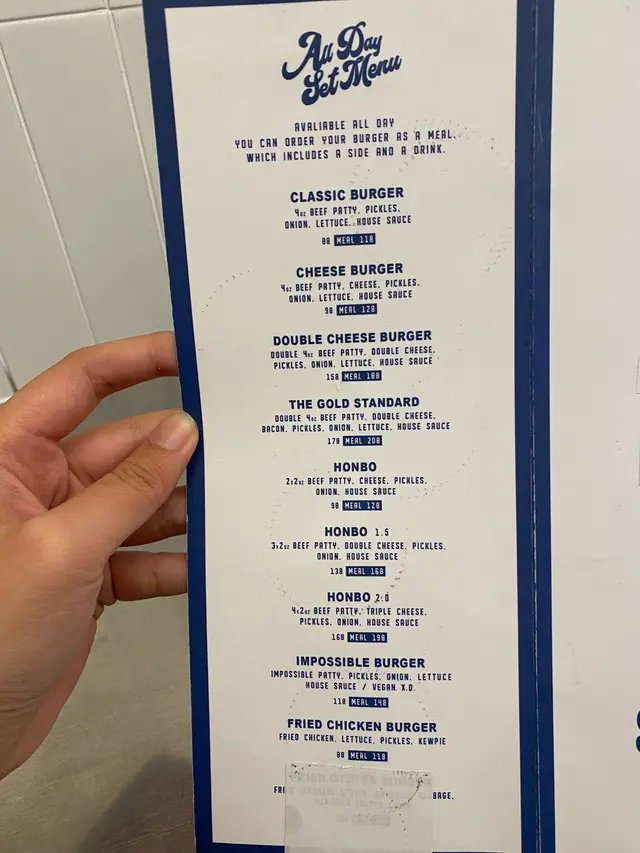 All Day
Set Menu
AVALIABLE ALL DAY
YOU CAN ORDER YOUR BURGER AS A MEAL.
WHICH INCLUDES A SIDE AND A DRINK.
CLASSIC BURGER
4oz BEEF PATTY, PICKLES,
ONION, LETTUCE, HOUSE SAUCE
88 MEAL 118
CHEESE BURGER
4oz BEEF PATTY, CHEESE, PICKLES,
ONION, LETTUCE, HOUSE SAUCE
98 MEAL 128
DOUBLE CHEESE BURGER
DOUBLE 4oz BEEF PATTY, DOUBLE CHEESE,
PICKLES, ONION, LETTUCE, HOUSE SAUCE
158 MEAL 188
THE GOLD STANDARD
DOUBLE 4oz BEEF PATTY, DOUBLE CHEESE,
BACON, PICKLES, ONION, LETTUCE, HOUSE SAUCE
178 MEAL 208
HONBO
2x2oz BEEF PATTY, CHEESE, PICKLES,
ONION, HOUSE SAUCE
98 MEAL 128
HONBO 1.5
3x2oz BEEF PATTY, DOUBLE CHEESE, PICKLES,
ONION, HOUSE SAUCE
138 MEAL 168
HONBO 2.0
4x2oz BEEF PATTY, TRIPLE CHEESE,
PICKLES, ONION, HOUSE SAUCE
168 MEAL 198
IMPOSSIBLE BURGER
IMPOSSIBLE PATTY, PICKLES, ONION, LETTUCE
HOUSE SAUCE / VEGAN X.O.
118 MEAL 148
FRIED CHICKEN BURGER
FRIED CHICKEN, LETTUCE, PICKLES, KEWPIE
88 MEAL 118